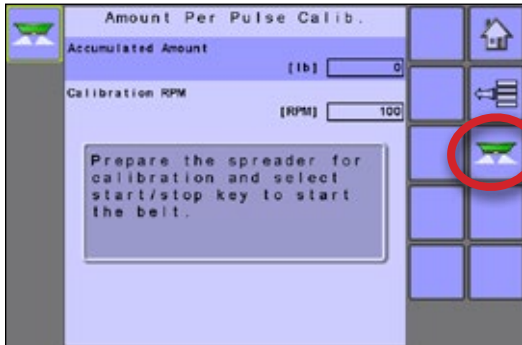 Amount Per Pulse Calib.
Accumulated Amount
[lb] 0
Calibration RPM
[RPM] 100
Prepare the spreader for
calibration and select
start/stop key to start
the belt.